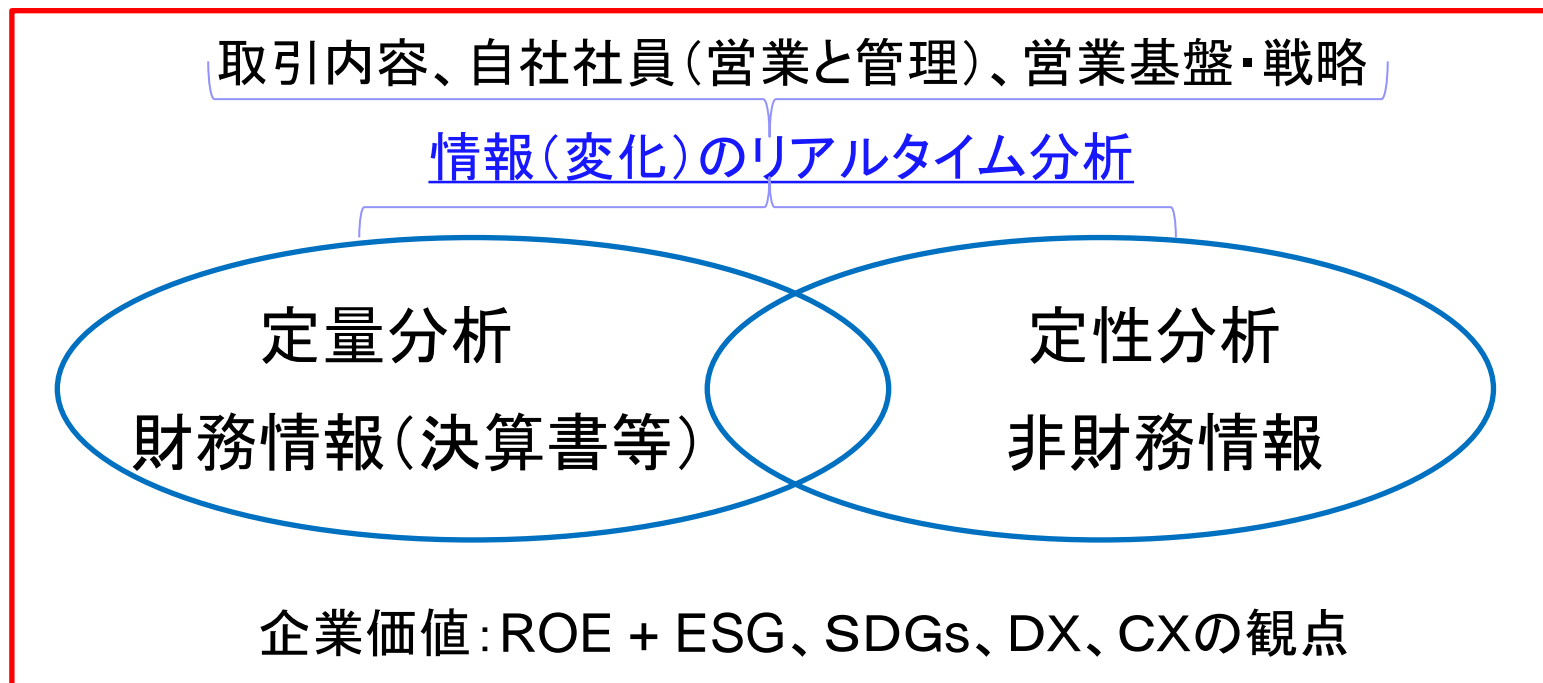 取引内容、自社社員（営業と管理）、営業基盤・戦略
情報（変化）のリアルタイム分析
定量分析
財務情報（決算書等）
定性分析
非財務情報
企業価値：ROE + ESG、SDGs、DX、CXの観点